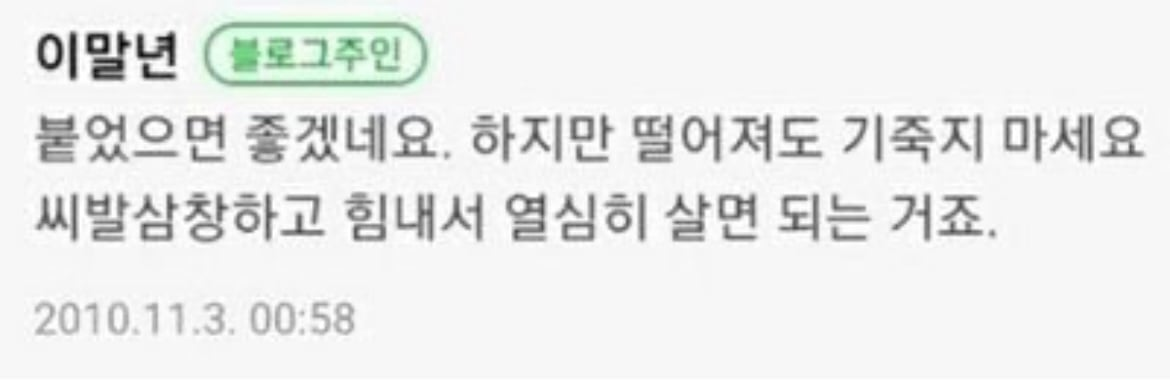 이말년 블로그주인
붙었으면 좋겠네요. 하지만 떨어져도 기죽지 마세요
씨발삼창하고 힘내서 열심히 살면 되는 거죠.
2010.11.3. 00:58